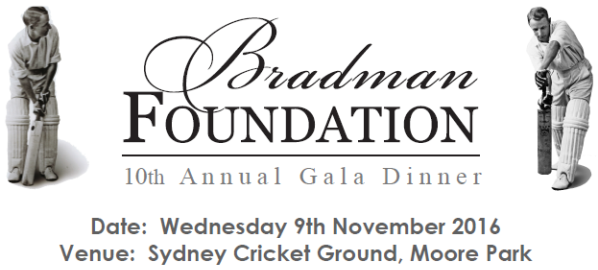 Bradman
FOUNDATION
10th Annual Gala Dinner
Date: Wednesday 9th November 2016
Venue: Sydney Cricket Ground, Moore Park